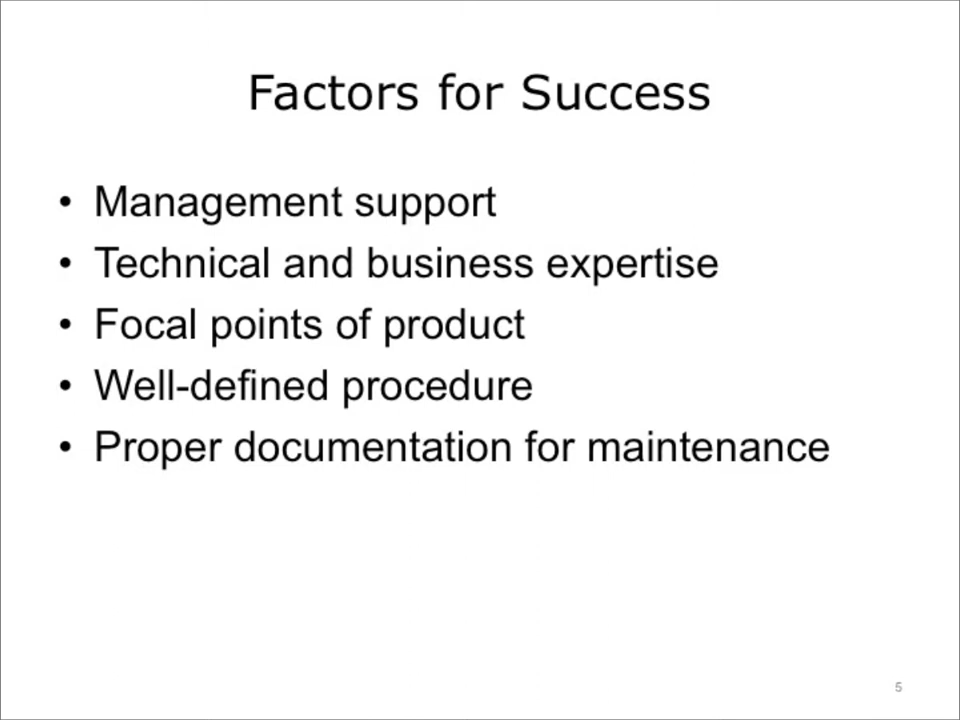 Factors for Success
• Management support
• Technical and business expertise
• Focal points of product
• Well-defined procedure
• Proper documentation for maintenance
5